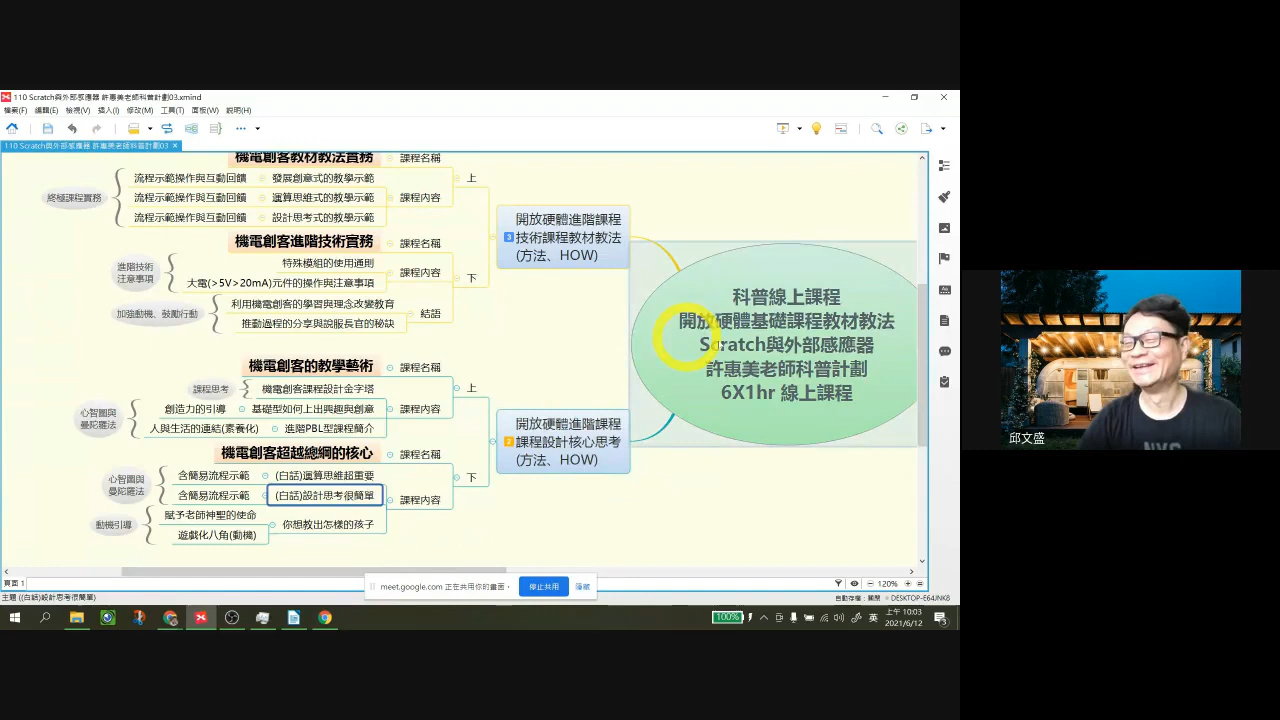 110 Scratch與外部感應器 許惠美老師科普計劃03.xmind
檔案(F) 編輯(E) 檢視(V) 插入(I) 修改(M) 工具(T) 面板(W) 說明(H)
110 Scratch與外部感應器 許惠美老師科普計劃03
機電創客教材教法實務
課程名稱
上
終極課程實務
流程示範操作與互動回饋
發展創意式的教學示範
流程示範操作與互動回饋
運算思維式的教學示範
課程內容
流程示範操作與互動回饋
設計思考式的教學示範
機電創客進階技術實務
課程名稱
進階技術
注意事項
特殊模組的使用通則
大電(>5V>20mA)元件的操作與注意事項
課程內容
下
加強動機、鼓勵行動
利用機電創客的學習與理念改變教育
推動過程的分享與說服長官的秘訣
結語
開放硬體進階課程
3 技術課程教材教法
(方法、HOW)
機電創客的教學藝術
課程名稱
上
課程思考
機電創客課程設計金字塔
心智圖與
曼陀羅法
創造力的引導
基礎型如何上出興趣與創意
課程內容
人與生活的連結(素養化)
進階PBL型課程簡介
機電創客超越總綱的核心
課程名稱
心智圖與
曼陀羅法
含簡易流程示範
(白話)運算思維超重要
下
含簡易流程示範
(白話)設計思考很簡單
課程內容
動機引導
賦予老師神聖的使命
遊戲化八角(動機)
你想教出怎樣的孩子
開放硬體進階課程
2 課程設計核心思考
(方法、HOW)
科普線上課程
開放硬體基礎課程教材教法
Scratch與外部感應器
許惠美老師科普計劃
6X1hr 線上課程
邱文盛
NYC
頁面 1
120%
meet.google.com 正在共用你的畫面。
停止共用
隱藏
主題 ((白話)設計思考很簡單)
自動存檔：關閉
DESKTOP-E64JNK8
100%
英
上午 10:03
2021/6/12
3